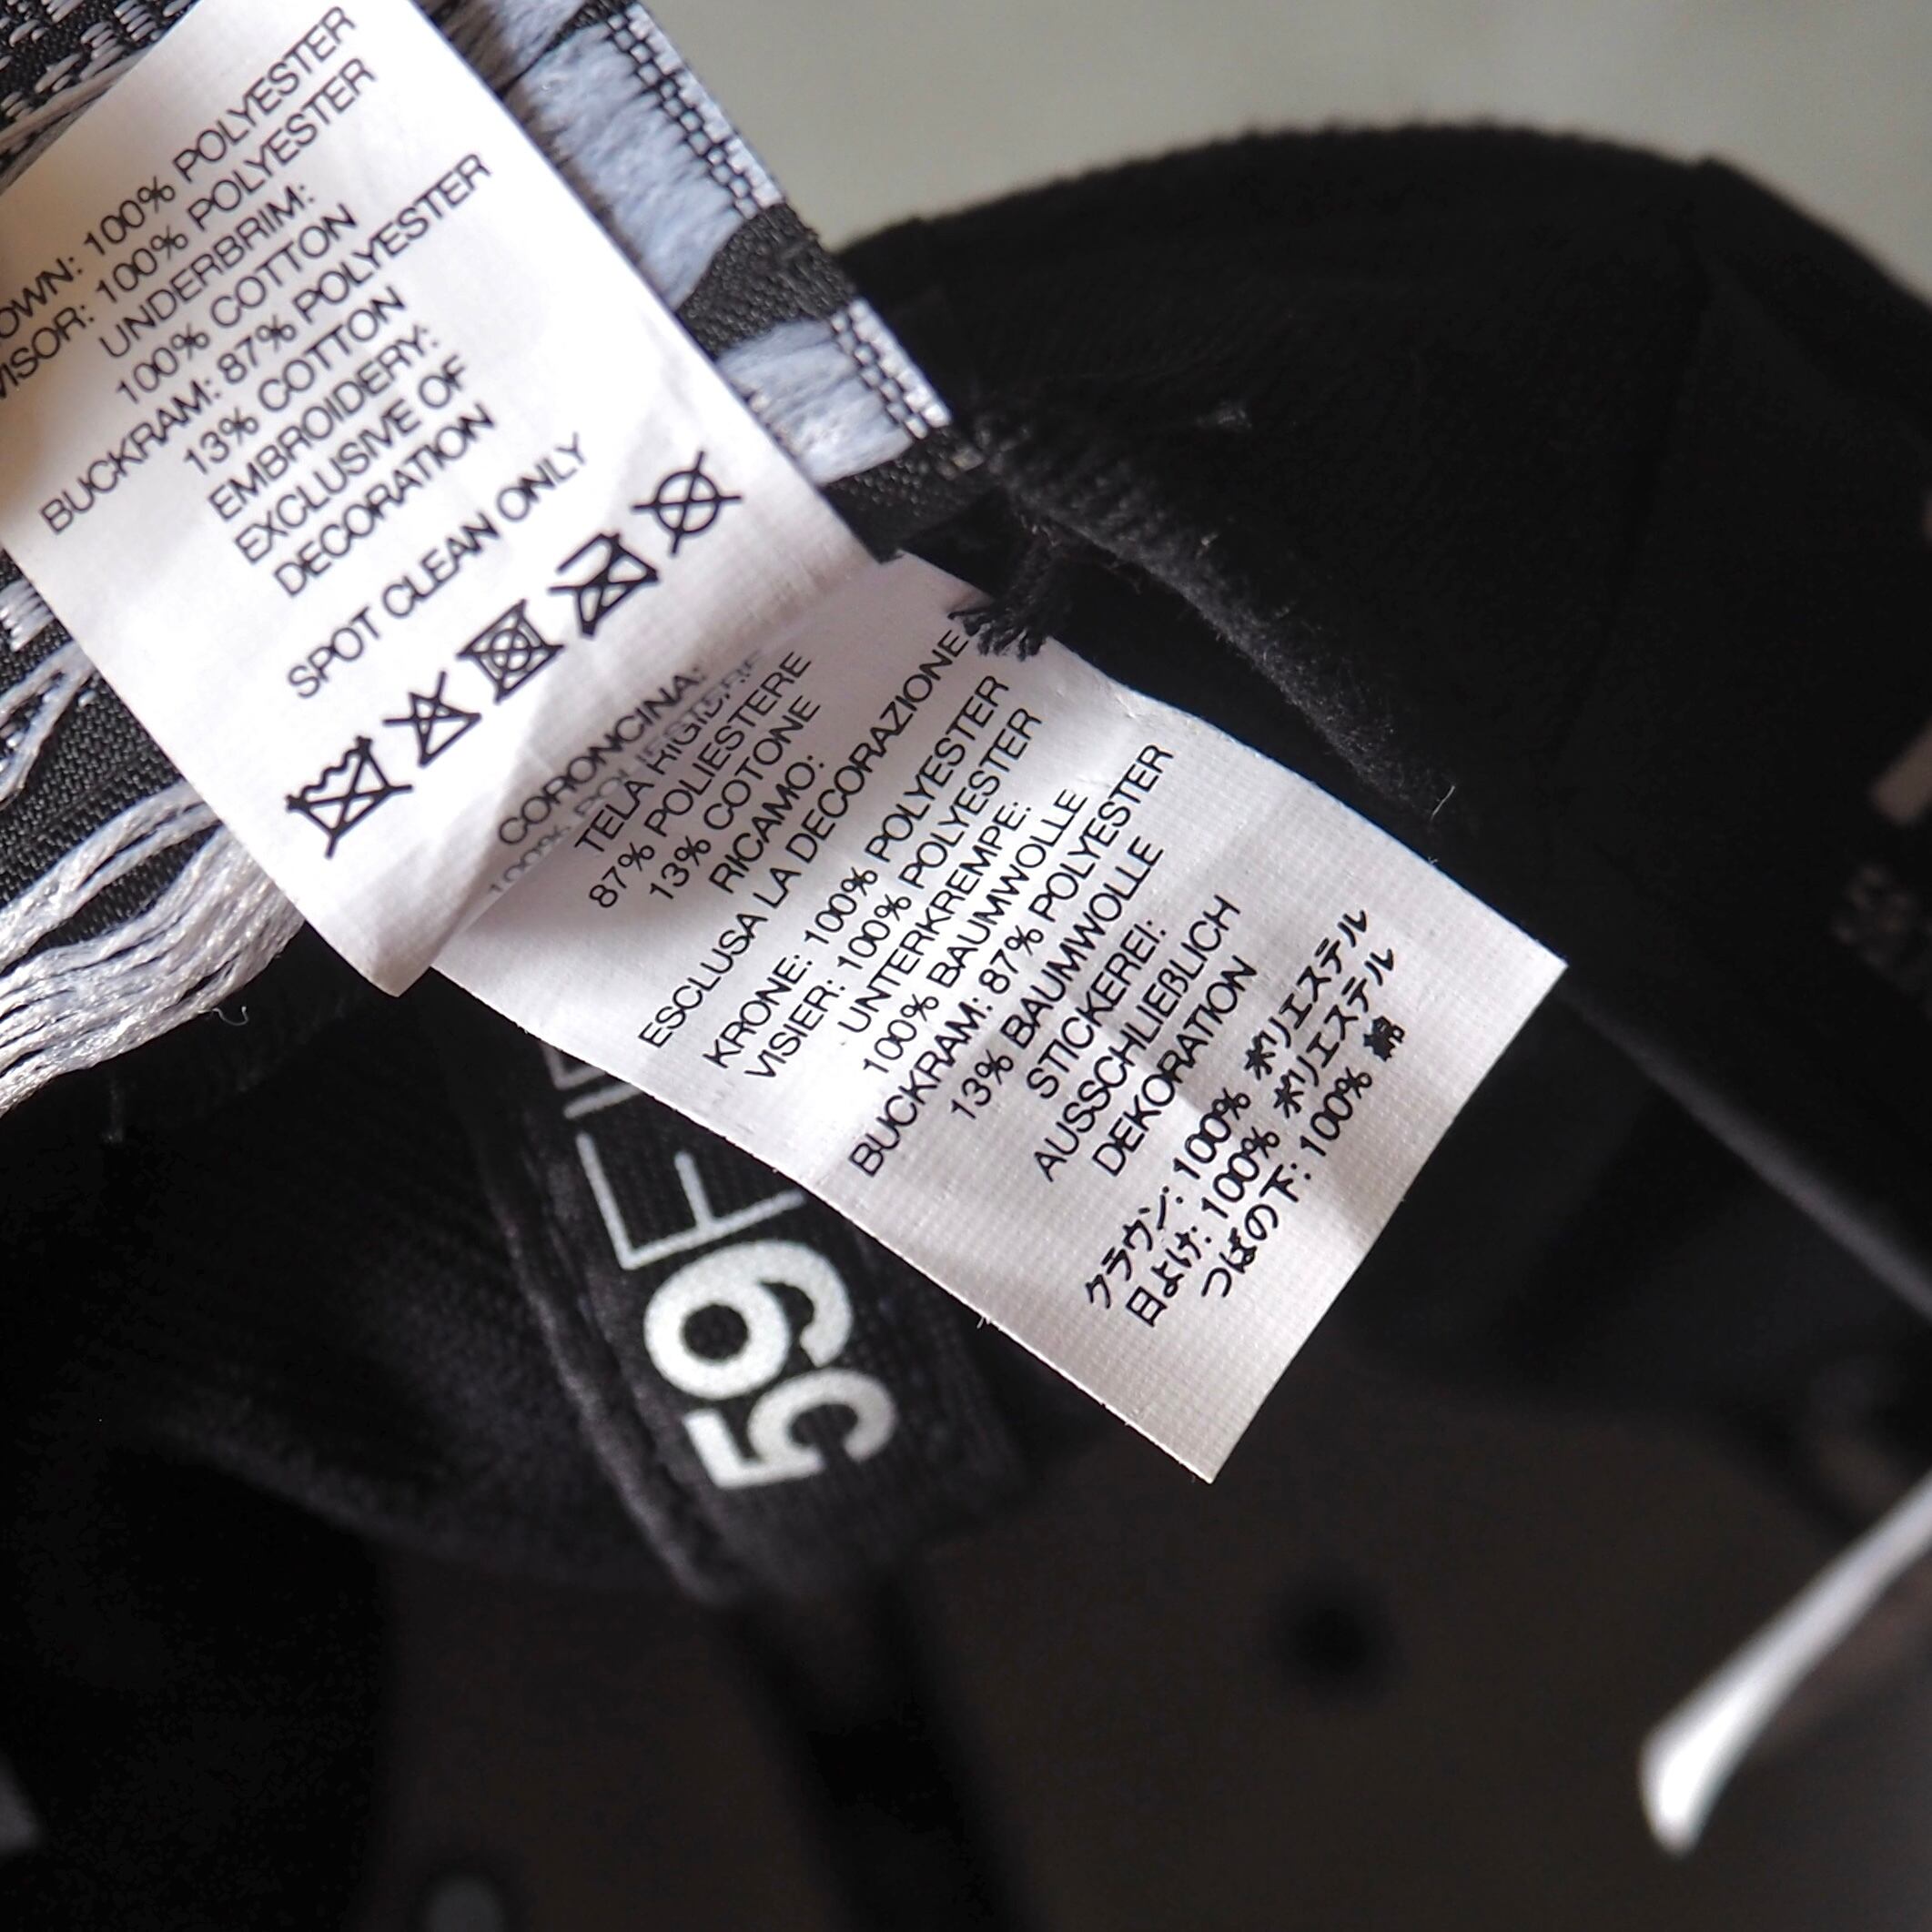 OWN: 100% POLYESTER
VISOR: 100% POLYESTER
UNDERBRIM:
100% COTTON
BUCKRAM: 87% POLYESTER
13% COTTON
EMBROIDERY:
EXCLUSIVE OF
DECORATION
SPOT CLEAN ONLY
CORONCINA:
100%
TELA RIGIDA:
87% POLIESTERE
13% COTONE
RICAMO:
ESCLUSA LA DECORAZIONE
KRONE: 100% POLYESTER
VISIER: 100% POLYESTER
UNTERKREMPE:
100% BAUMWOLLE
BUCKRAM: 87% POLYESTER
13% BAUMWOLLE
STICKEREI:
AUSSCHLIEßLICH
DEKORATION
クラウン: 100% ポリエステル
日よけ: 100% ポリエステル
つばの下: 100% 綿
59F